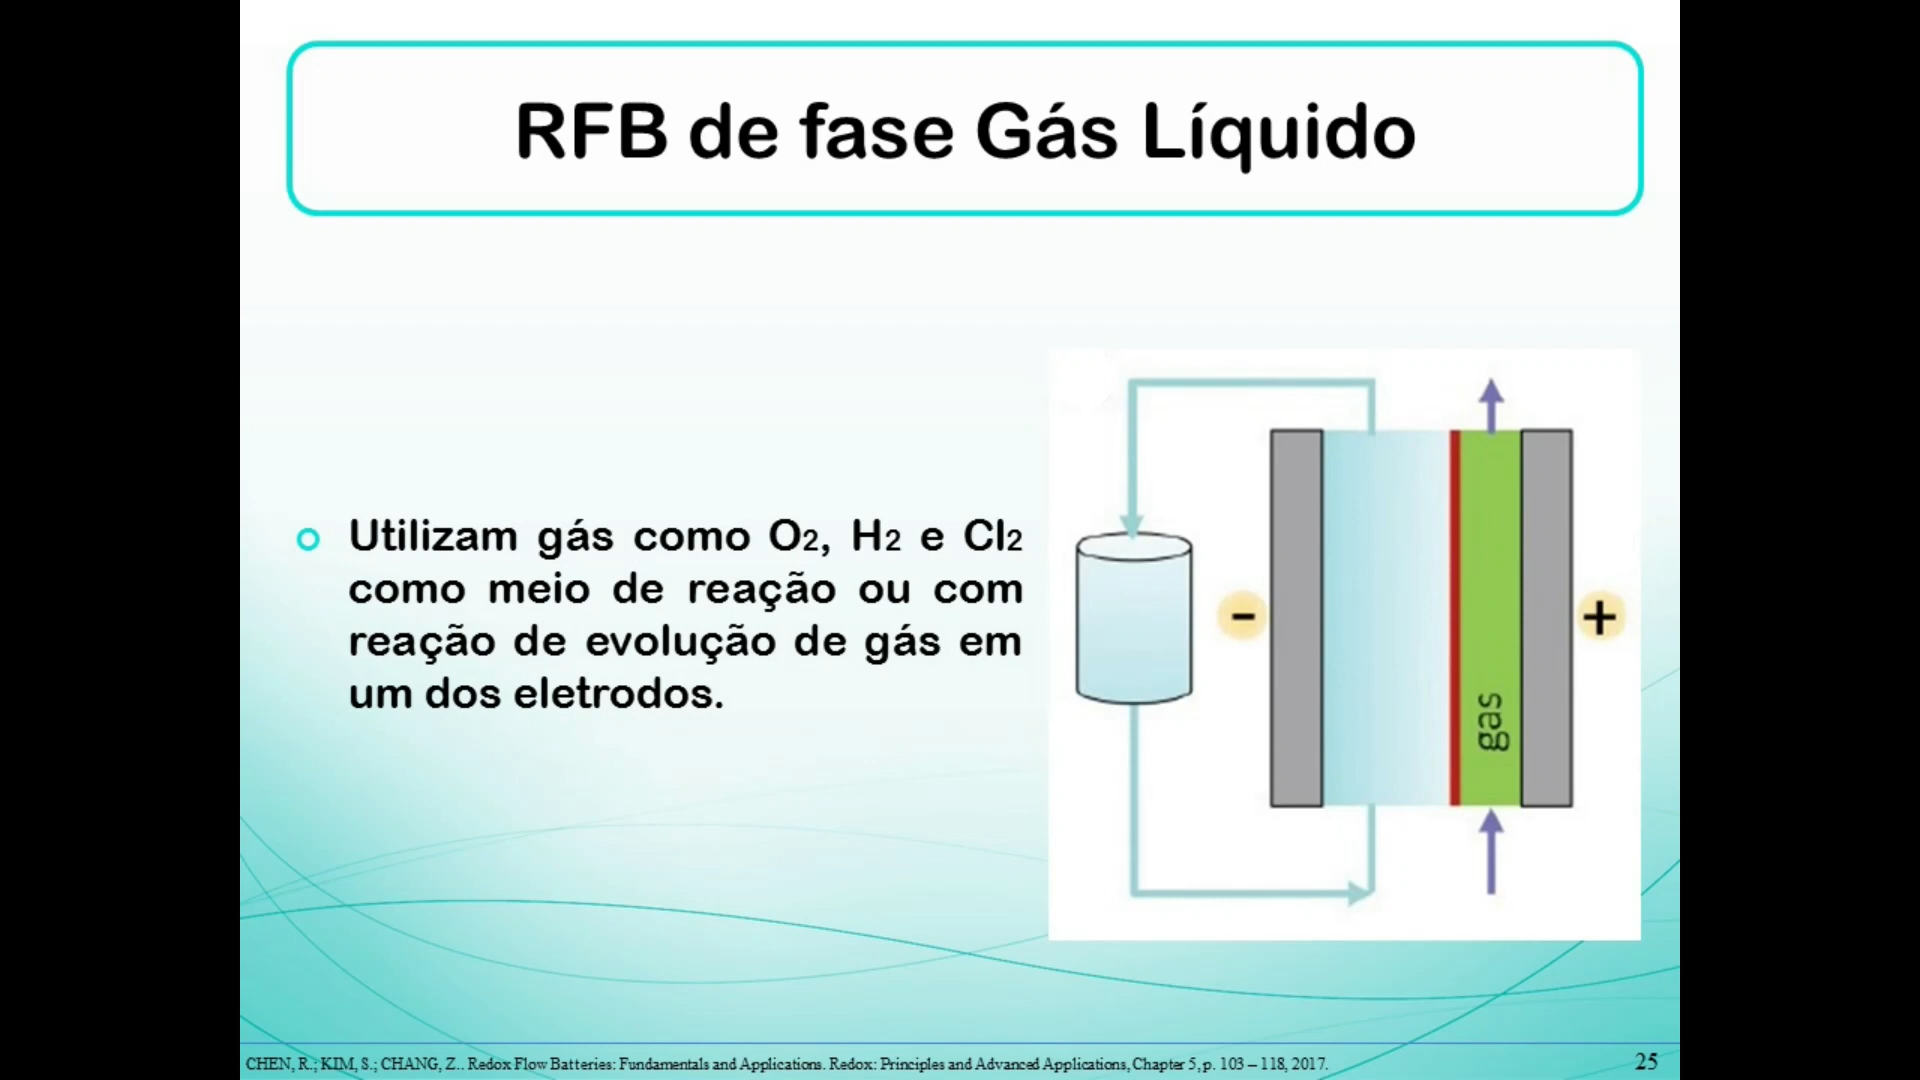 RFB de fase Gás Líquido
Utilizam gás como O2, H2 e Cl2
como meio de reação ou com
reação de evolução de gás em
um dos eletrodos.
-
+
gas
CHEN, R.; KIM, S.; CHANG, Z.. Redox Flow Batteries: Fundamentals and Applications. Redox: Principles and Advanced Applications, Chapter 5, p. 103 – 118, 2017.
25